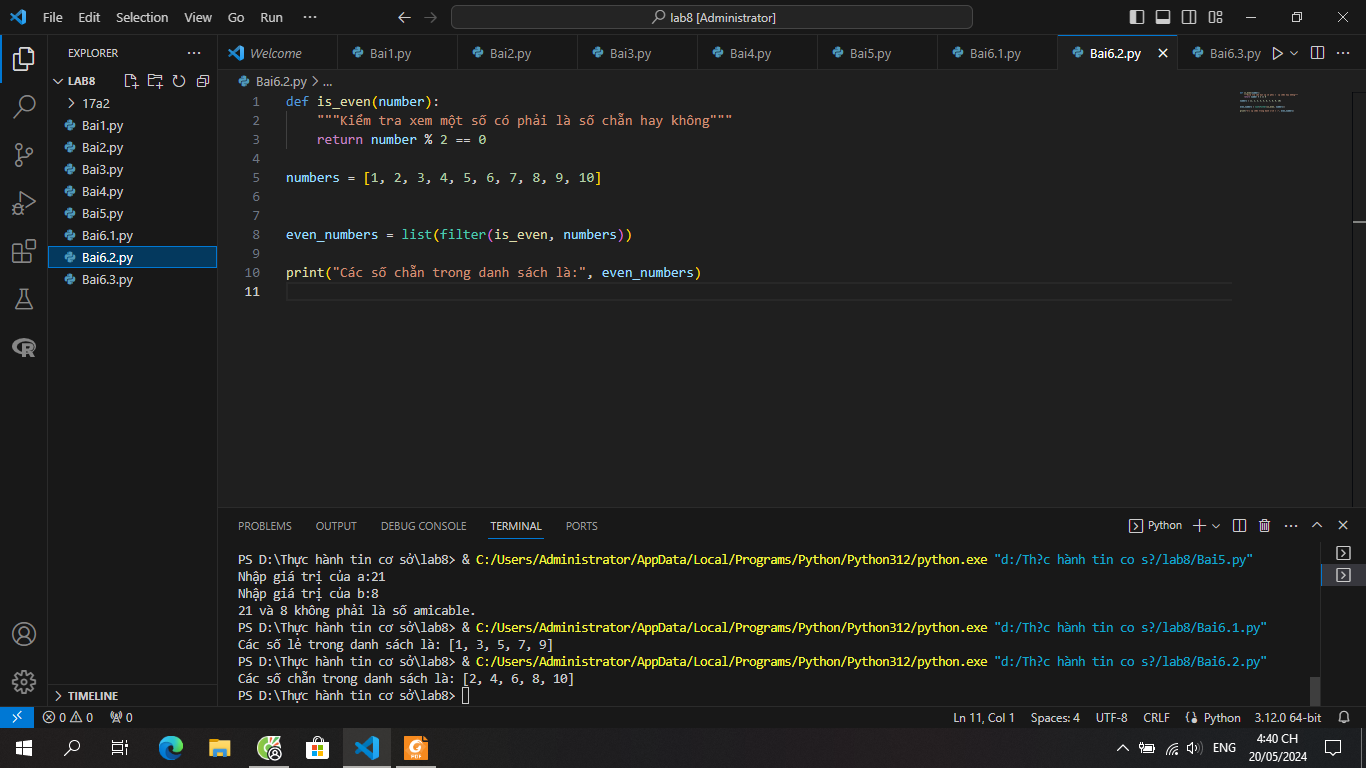 File Edit Selection View Go Run ··· lab8 [Administrator]
EXPLORER ···
Welcome Bai1.py Bai2.py Bai3.py Bai4.py Bai5.py Bai6.1.py Bai6.2.py Bai6.3.py
LAB8
17a2
Bai1.py
Bai2.py
Bai3.py
Bai4.py
Bai5.py
Bai6.1.py
Bai6.2.py
Bai6.3.py
TIMELINE
Bai6.2.py > ...
1 def is_even(number):
2 """Kiểm tra xem một số có phải là số chẵn hay không"""
3 return number % 2 == 0
4
5 numbers = [1, 2, 3, 4, 5, 6, 7, 8, 9, 10]
6
7
8 even_numbers = list(filter(is_even, numbers))
9
10 print("Các số chẵn trong danh sách là:", even_numbers)
11
PROBLEMS OUTPUT DEBUG CONSOLE TERMINAL PORTS Python
PS D:\Thực hành tin cơ sở\lab8> & C:/Users/Administrator/AppData/Local/Programs/Python/Python312/python.exe "d:/Th?c hành tin co s?/lab8/Bai5.py"
Nhập giá trị của a:21
Nhập giá trị của b:8
21 và 8 không phải là số amicable.
PS D:\Thực hành tin cơ sở\lab8> & C:/Users/Administrator/AppData/Local/Programs/Python/Python312/python.exe "d:/Th?c hành tin co s?/lab8/Bai6.1.py"
Các số lẻ trong danh sách là: [1, 3, 5, 7, 9]
PS D:\Thực hành tin cơ sở\lab8> & C:/Users/Administrator/AppData/Local/Programs/Python/Python312/python.exe "d:/Th?c hành tin co s?/lab8/Bai6.2.py"
Các số chẵn trong danh sách là: [2, 4, 6, 8, 10]
PS D:\Thực hành tin cơ sở\lab8>
0 0 0 Ln 11, Col 1 Spaces: 4 UTF-8 CRLF Python 3.12.0 64-bit
ENG 4:40 CH
20/05/2024